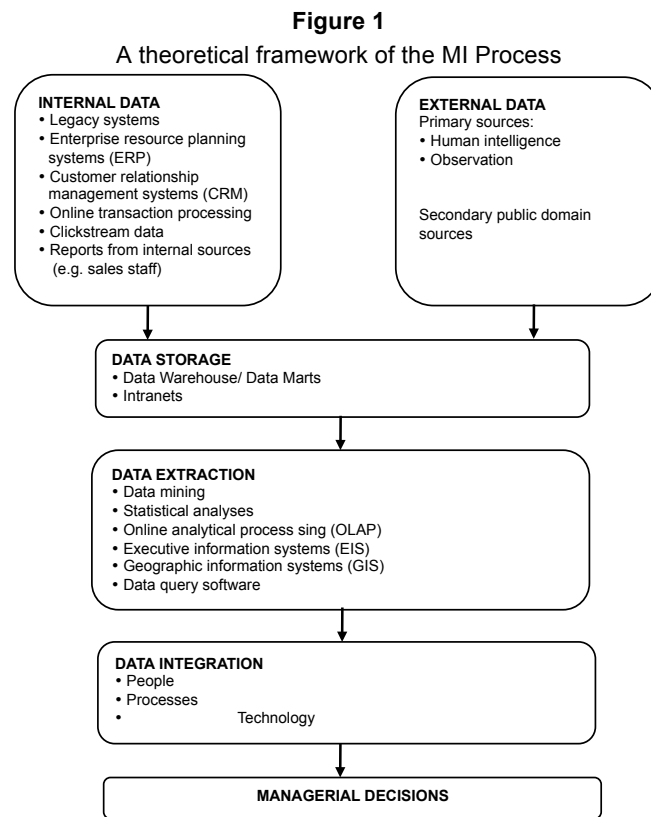 Figure 1
A theoretical framework of the MI Process
INTERNAL DATA
• Legacy systems
• Enterprise resource planning
systems (ERP)
• Customer relationship
management systems (CRM)
• Online transaction processing
• Clickstream data
• Reports from internal sources
(e.g. sales staff)
EXTERNAL DATA
Primary sources:
• Human intelligence
• Observation
Secondary public domain
sources
DATA STORAGE
• Data Warehouse/ Data Marts
• Intranets
DATA EXTRACTION
• Data mining
• Statistical analyses
• Online analytical process sing (OLAP)
• Executive information systems (EIS)
• Geographic information systems (GIS)
• Data query software
DATA INTEGRATION
• People
• Processes
• Technology
MANAGERIAL DECISIONS